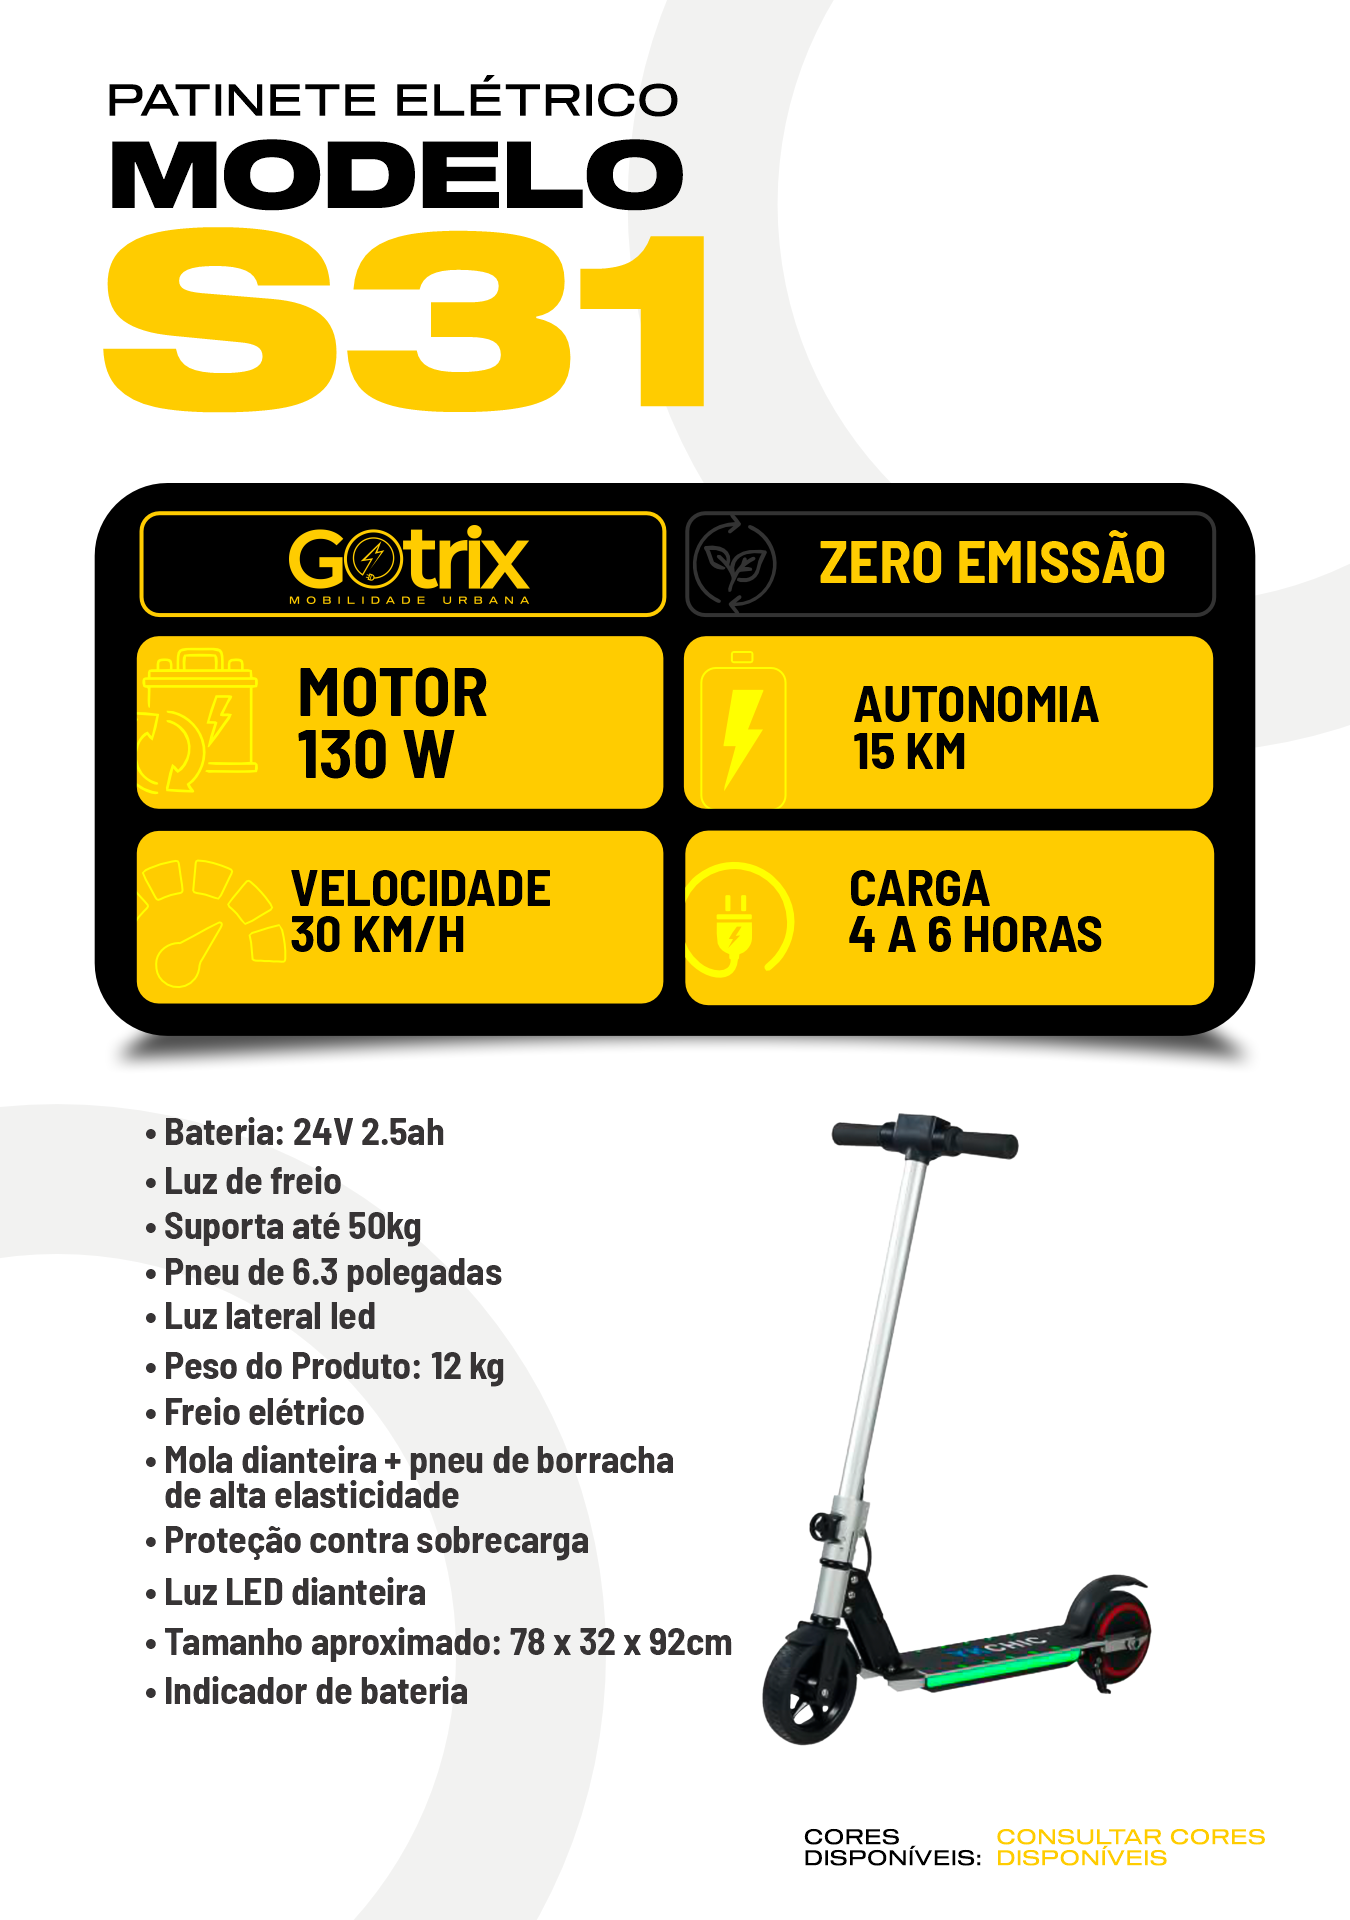 PATINETE ELÉTRICO
MODELO
S31
Gotrix
MOBILIDADE URBANA
ZERO EMISSÃO
MOTOR
130 W
AUTONOMIA
15 KM
VELOCIDADE
30 KM/H
CARGA
4 A 6 HORAS
• Bateria: 24V 2.5ah
• Luz de freio
• Suporta até 50kg
• Pneu de 6.3 polegadas
• Luz lateral led
• Peso do Produto: 12 kg
• Freio elétrico
• Mola dianteira + pneu de borracha
de alta elasticidade
• Proteção contra sobrecarga
• Luz LED dianteira
• Tamanho aproximado: 78 x 32 x 92cm
• Indicador de bateria
CORES
DISPONÍVEIS:
CONSULTAR CORES
DISPONÍVEIS